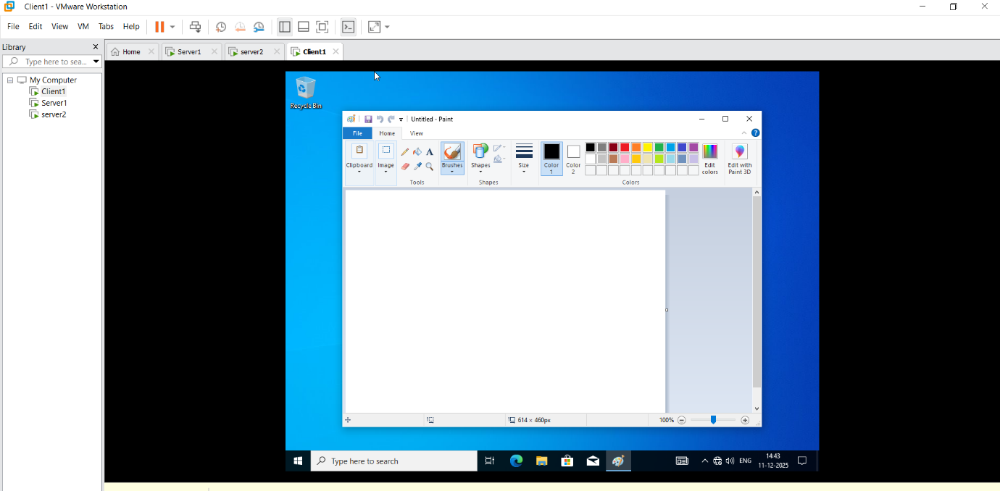 Client1 - VMware Workstation
File Edit View VM Tabs Help
Library
Type here to sea...
Home Server1 server2 Client1
My Computer
Client1
Server1
server2
Recycle Bin
Untitled - Paint
File Home View
Clipboard Image Brushes Shapes Size Color 1 Color 2 Edit colors Edit with Paint 3D
Tools Shapes Colors
614 × 460px 100%
Type here to search
ENG
14:43
11-12-2025